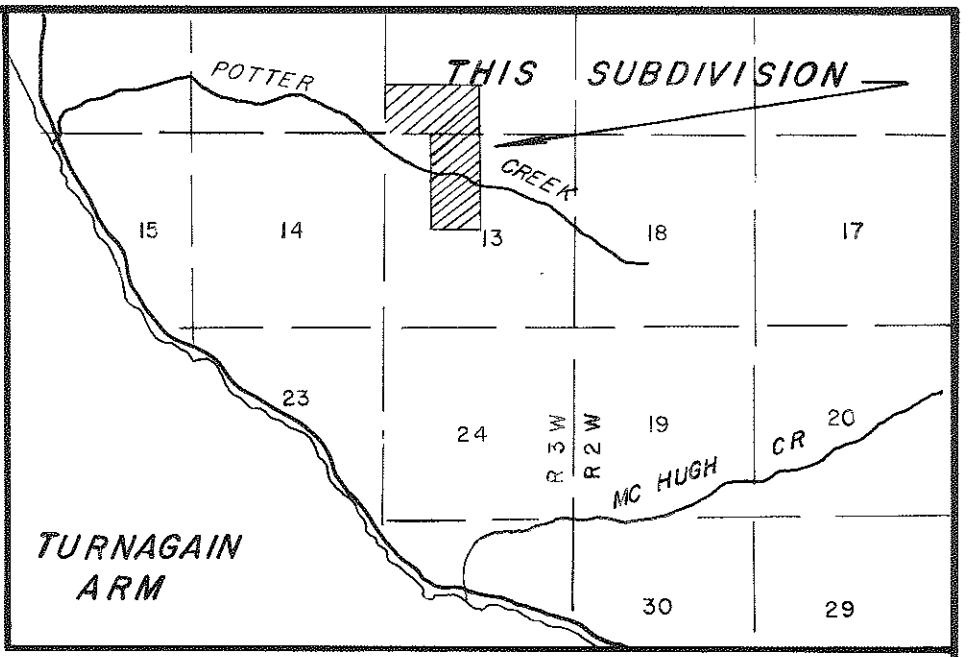 POTTER
THIS SUBDIVISION
CREEK
15
14
13
18
17
23
24
R 3 W
R 2 W
19
20
MC HUGH CR
TURNAGAIN
ARM
30
29